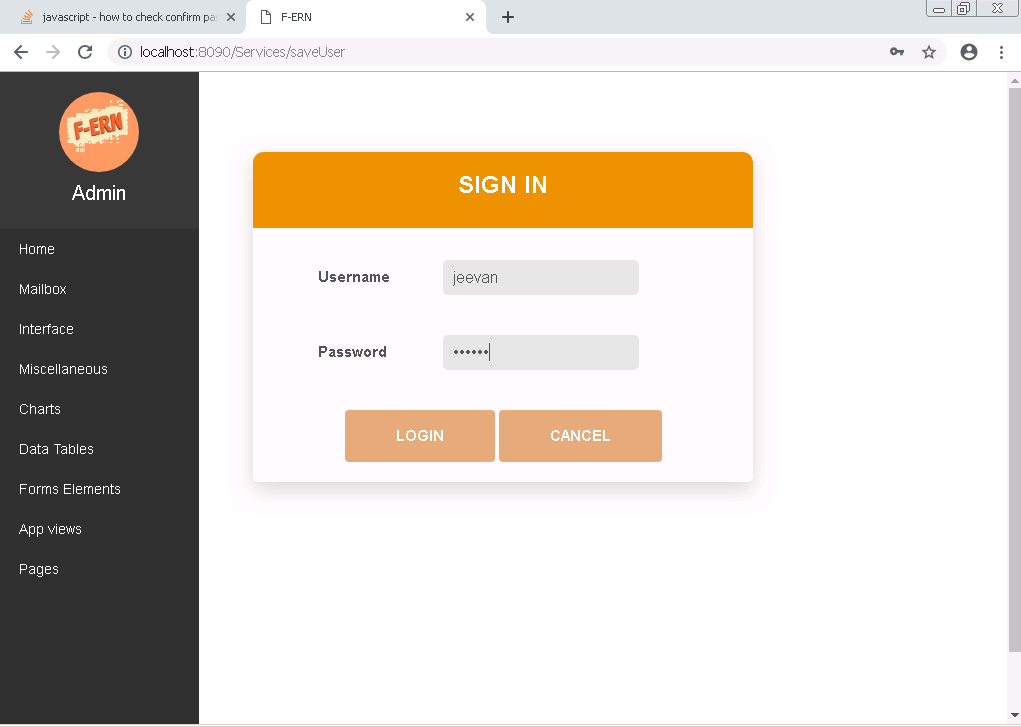 javascript - how to check confirm pas
F-ERN
localhost:8090/Services/saveUser
F-ERN
Admin
Home
Mailbox
Interface
Miscellaneous
Charts
Data Tables
Forms Elements
App views
Pages
SIGN IN
Username
jeevan
Password
••••••
LOGIN
CANCEL